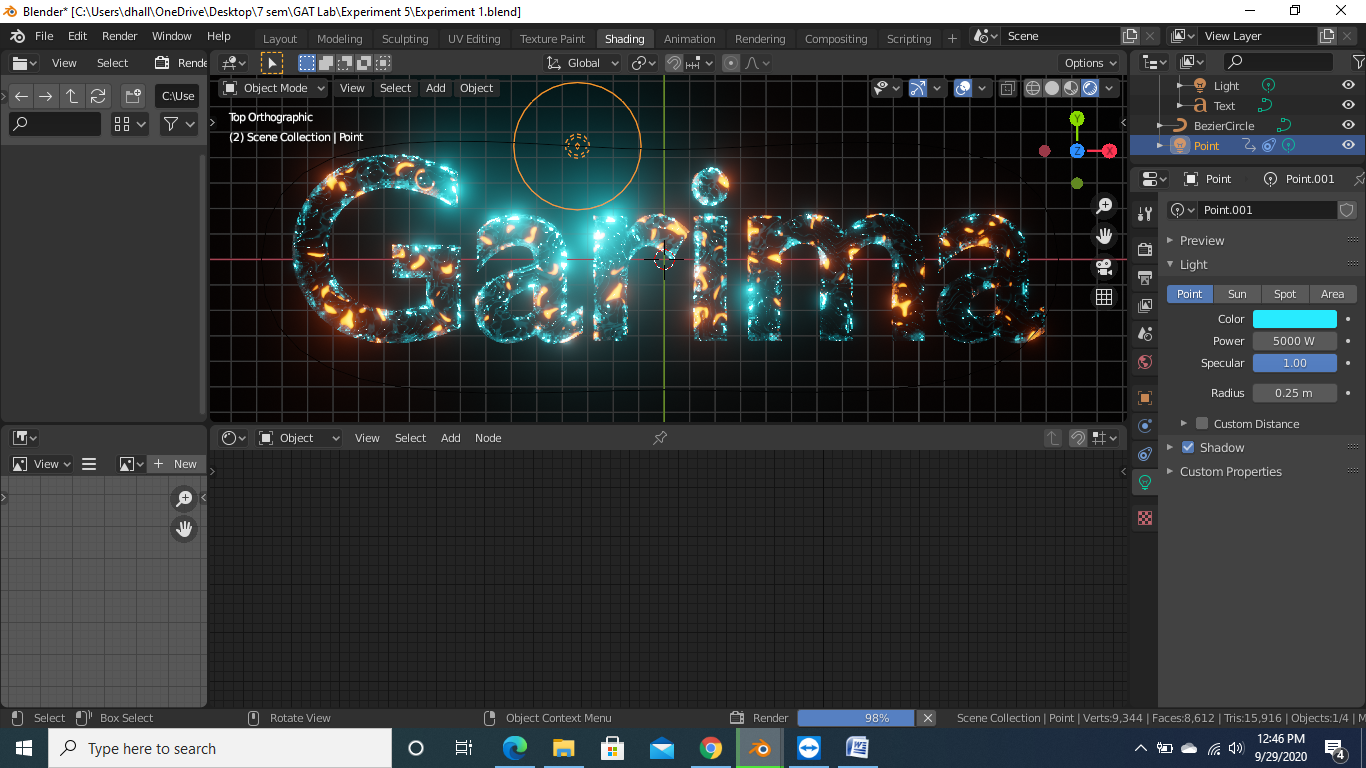 Blender* [C:\Users\dhall\OneDrive\Desktop\7 sem\GAT Lab\Experiment 5\Experiment 1.blend]
File Edit Render Window Help Layout Modeling Sculpting UV Editing Texture Paint Shading Animation Rendering Compositing Scripting + Scene View Layer
View Select Rende Global Options
C:\Use Object Mode View Select Add Object
Top Orthographic
(2) Scene Collection | Point
Garima
Y
Z X
Light
Text
BezierCircle
Point
Point Point.001
Point.001
Preview
Light
Point Sun Spot Area
Color
Power 5000 W
Specular 1.00
Radius 0.25 m
Custom Distance
Shadow
Custom Properties
Object View Select Add Node
View + New
Select Box Select Rotate View Object Context Menu Render 98% Scene Collection | Point | Verts:9,344 | Faces:8,612 | Tris:15,916 | Objects:1/4 | M
Type here to search
12:46 PM
9/29/2020
4